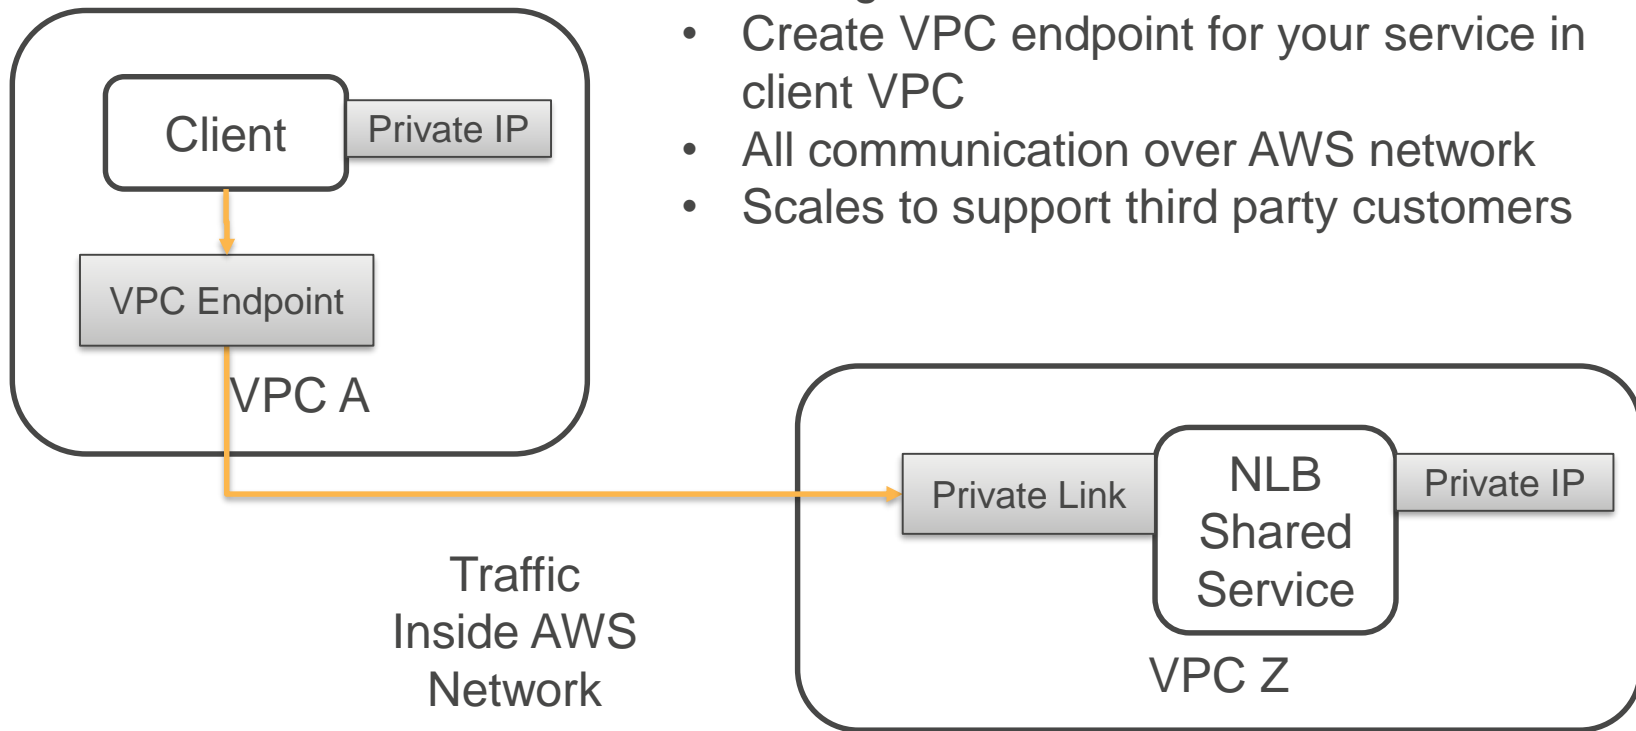 • Create VPC endpoint for your service in
client VPC
• All communication over AWS network
• Scales to support third party customers
Client
Private IP
VPC Endpoint
VPC A
Private Link
NLB
Shared
Service
Private IP
VPC Z
Traffic
Inside AWS
Network